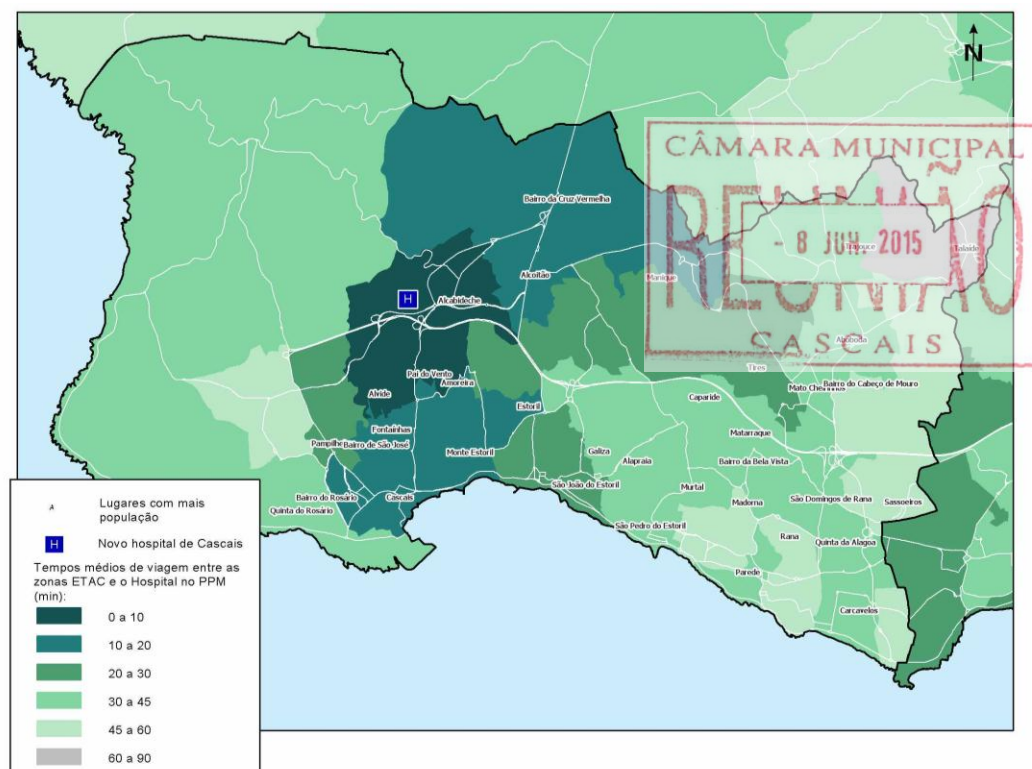 N
CÂMARA MUNICIPAL
REUNIÃO
- 8 JUN. 2015
CASCAIS
Bairro da Cruz Vermelha
Trajouce
Talaíde
Alcoitão
Manique
H
Alcabideche
Abóboda
Tires
Pai do Vento
Amoreira
Alvide
Mato Cheirinhos
Bairro do Cabeço de Mouro
Caparide
Estoril
Fontainhas
Bairro de São José
Matarraque
Monte Estoril
Galiza
Alapraia
Bairro da Bela Vista
São João do Estoril
Murtal
Bairro do Rosário
Cascais
Madorna
São Domingos de Rana
Sassoeiros
Quinta do Rosário
São Pedro do Estoril
Rana
Quinta da Alagoa
Parede
Carcavelos
A
Lugares com mais
população
H
Novo hospital de Cascais
Tempos médios de viagem entre as
zonas ETAC e o Hospital no PPM
(min):
0 a 10
10 a 20
20 a 30
30 a 45
45 a 60
60 a 90